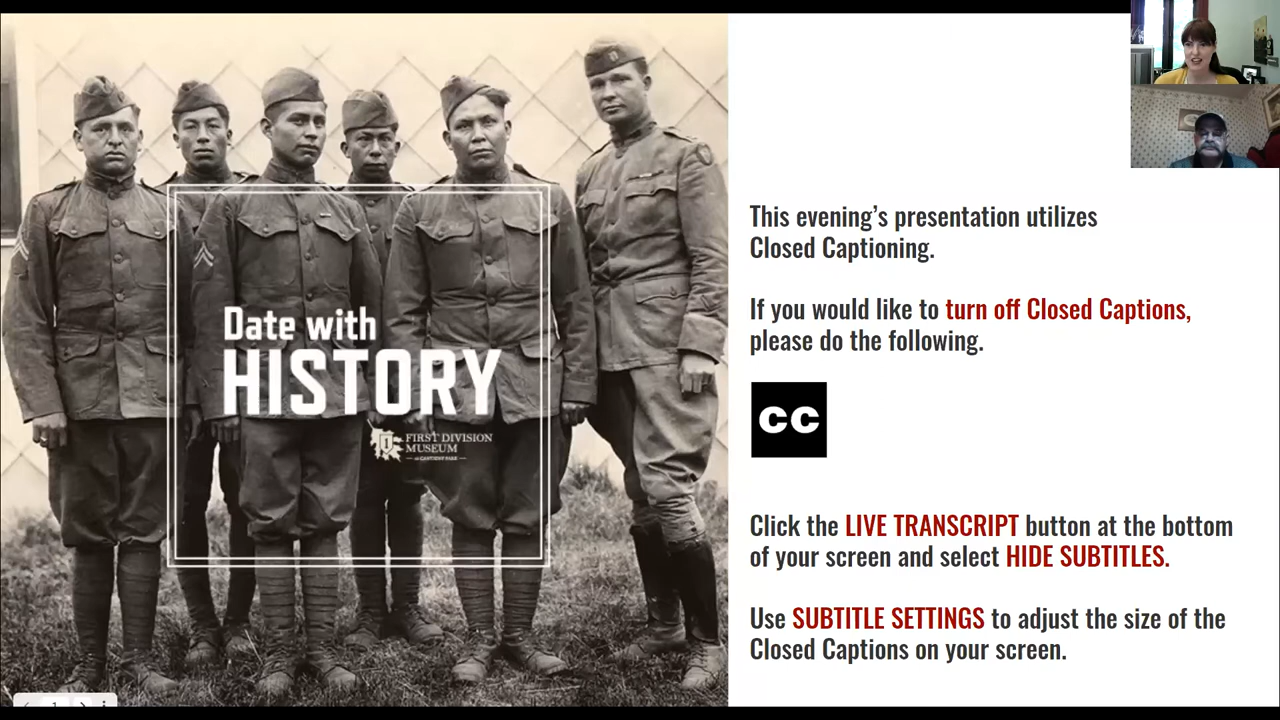 Date with
HISTORY
FIRST DIVISION
MUSEUM
This evening’s presentation utilizes
Closed Captioning.
If you would like to turn off Closed Captions,
please do the following.
CC
Click the LIVE TRANSCRIPT button at the bottom
of your screen and select HIDE SUBTITLES.
Use SUBTITLE SETTINGS to adjust the size of the
Closed Captions on your screen.